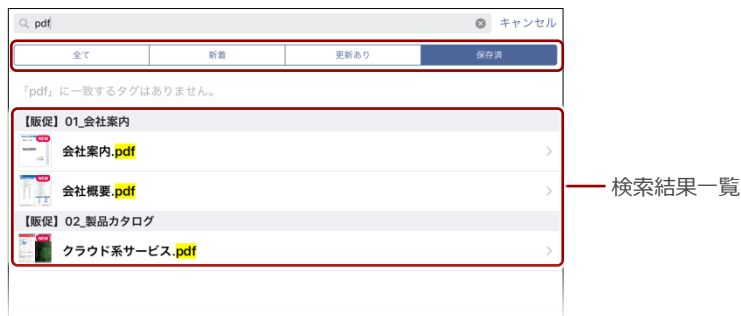 pdf キャンセル
全て 新着 更新あり 保存済
「pdf」に一致するタグはありません。
【販促】01_会社案内
NEW 会社案内.pdf
NEW 会社概要.pdf
検索結果一覧
【販促】02_製品カタログ
NEW クラウド系サービス.pdf